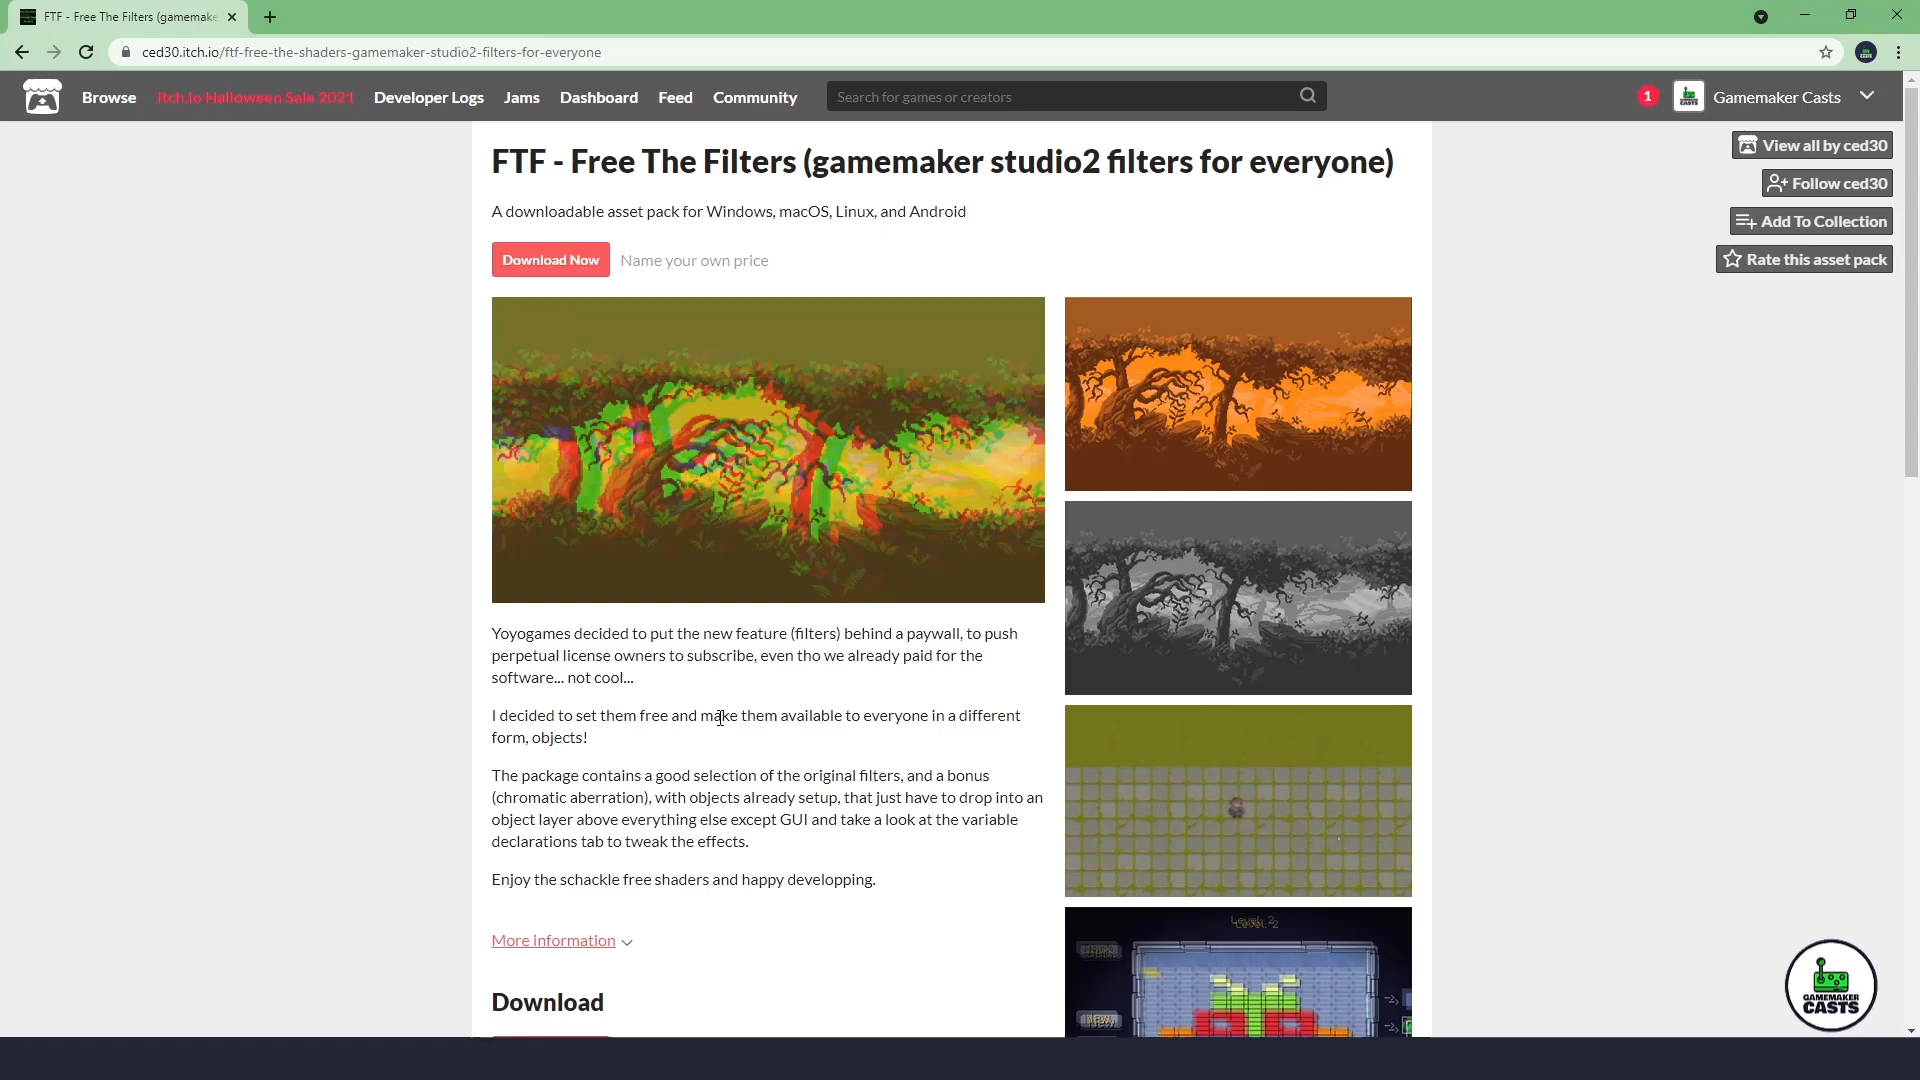 FTF - Free The Filters (gamemake
ced30.itch.io/ftf-free-the-shaders-gamemaker-studio2-filters-for-everyone
Browse
Itch.io Halloween Sale 2021
Developer Logs
Jams
Dashboard
Feed
Community
Search for games or creators
1
Gamemaker Casts
View all by ced30
Follow ced30
Add To Collection
Rate this asset pack
FTF - Free The Filters (gamemaker studio2 filters for everyone)
A downloadable asset pack for Windows, macOS, Linux, and Android
Download Now
Name your own price
Yoyogames decided to put the new feature (filters) behind a paywall, to push
perpetual license owners to subscribe, even tho we already paid for the
software... not cool...
I decided to set them free and make them available to everyone in a different
form, objects!
The package contains a good selection of the original filters, and a bonus
(chromatic aberration), with objects already setup, that just have to drop into an
object layer above everything else except GUI and take a look at the variable
declarations tab to tweak the effects.
Enjoy the schackle free shaders and happy developping.
More information
Download
Level: 2
GAMEMAKER
CASTS